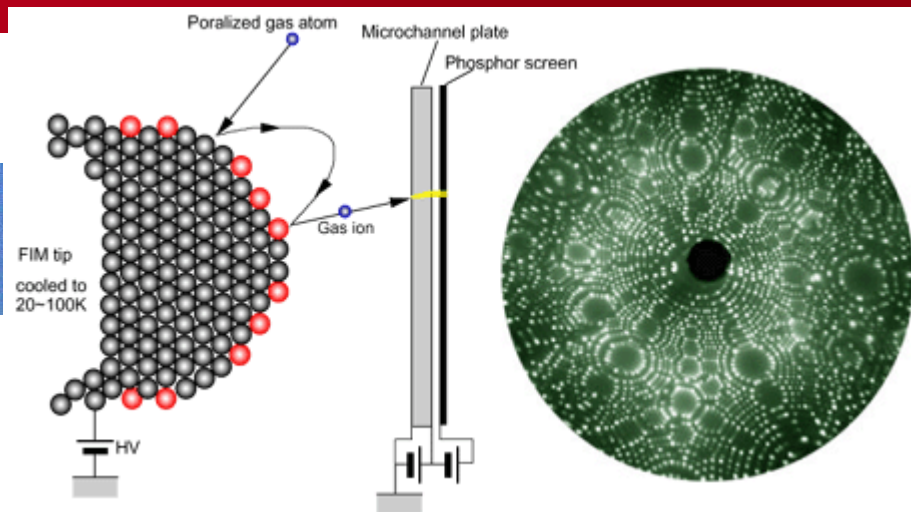 Poralized gas atom
Microchannel plate
Phosphor screen
Gas ion
FIM tip
cooled to
20~100K
HV